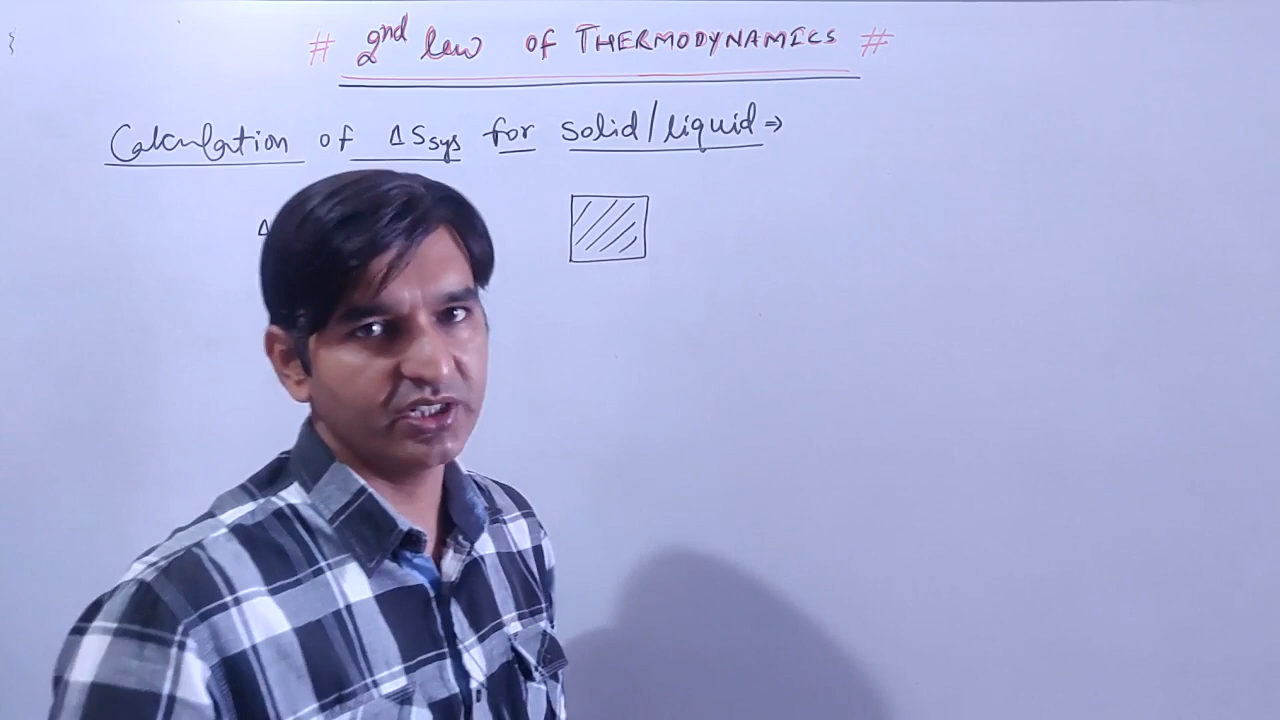 # 2nd law of THERMODYNAMICS #
Calculation of ΔSsys for solid/liquid ⇒
Δ